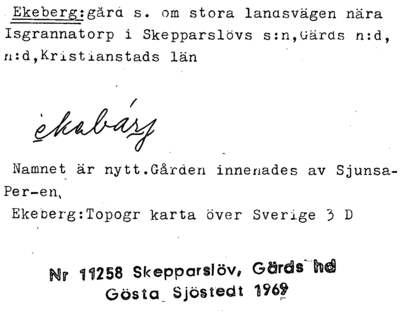 Ekeberg:gård s. om stora landsvägen nära
Isgrannatorp i Skepparslövs s:n,Gärds n:d,
n:d,Kristianstads län
ekabárj
Namnet är nytt.Gården innehades av Sjunsa-
Per-en,
Ekeberg:Topogr karta över Sverige 3 D
Nr 11258 Skepparslöv, Gärds hd
Gösta Sjöstedt 1969